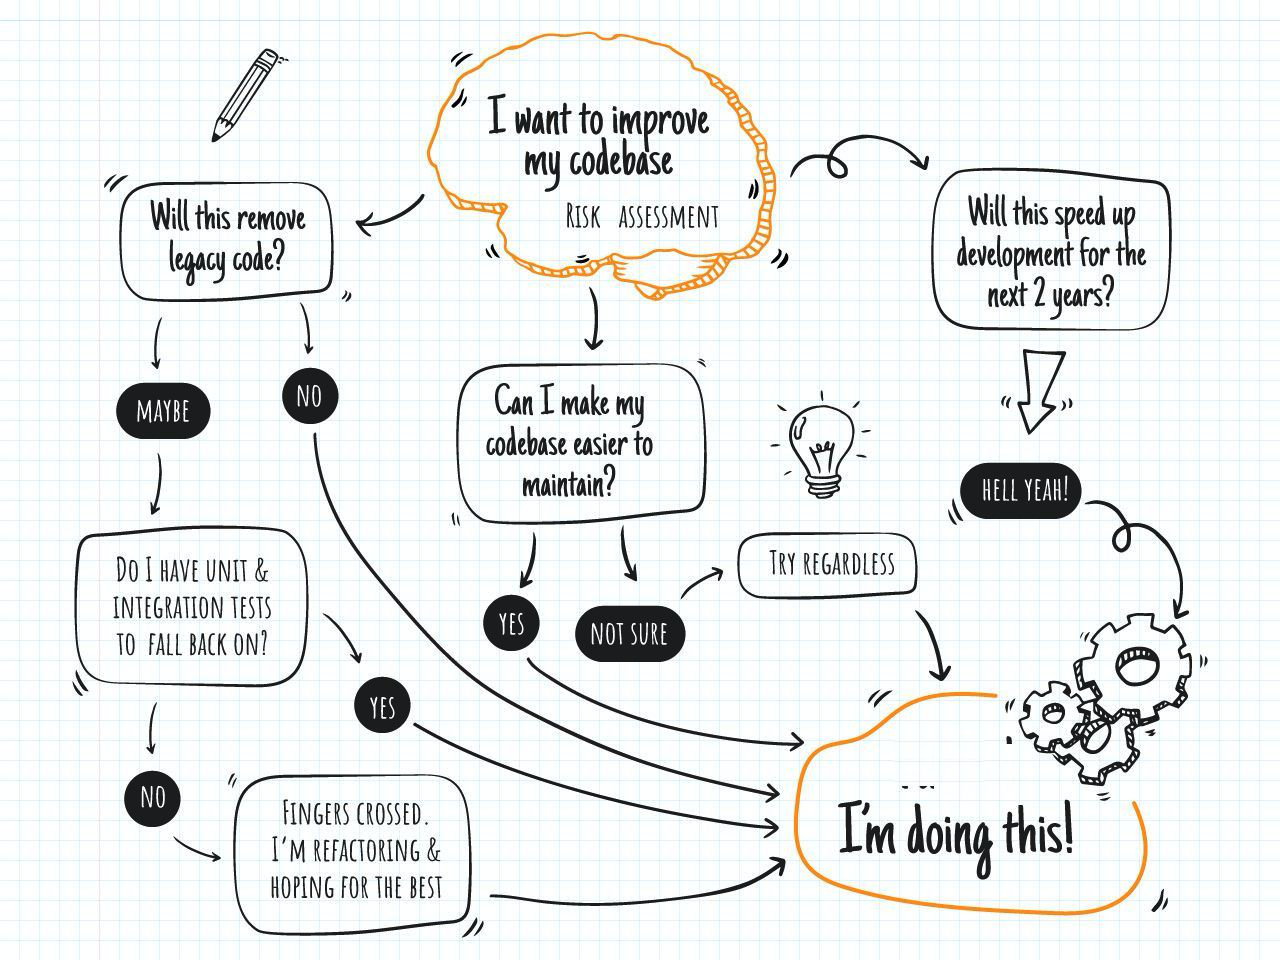 I want to improve
my codebase
Risk assessment
Will this remove
legacy code?
Will this speed up
development for the
next 2 years?
MAYBE
NO
Can I make my
codebase easier to
maintain?
HELL YEAH!
Do I have unit &
integration tests
to fall back on?
Try regardless
YES
NOT SURE
YES
NO
Fingers crossed.
I'm refactoring &
hoping for the best
I'm doing this!